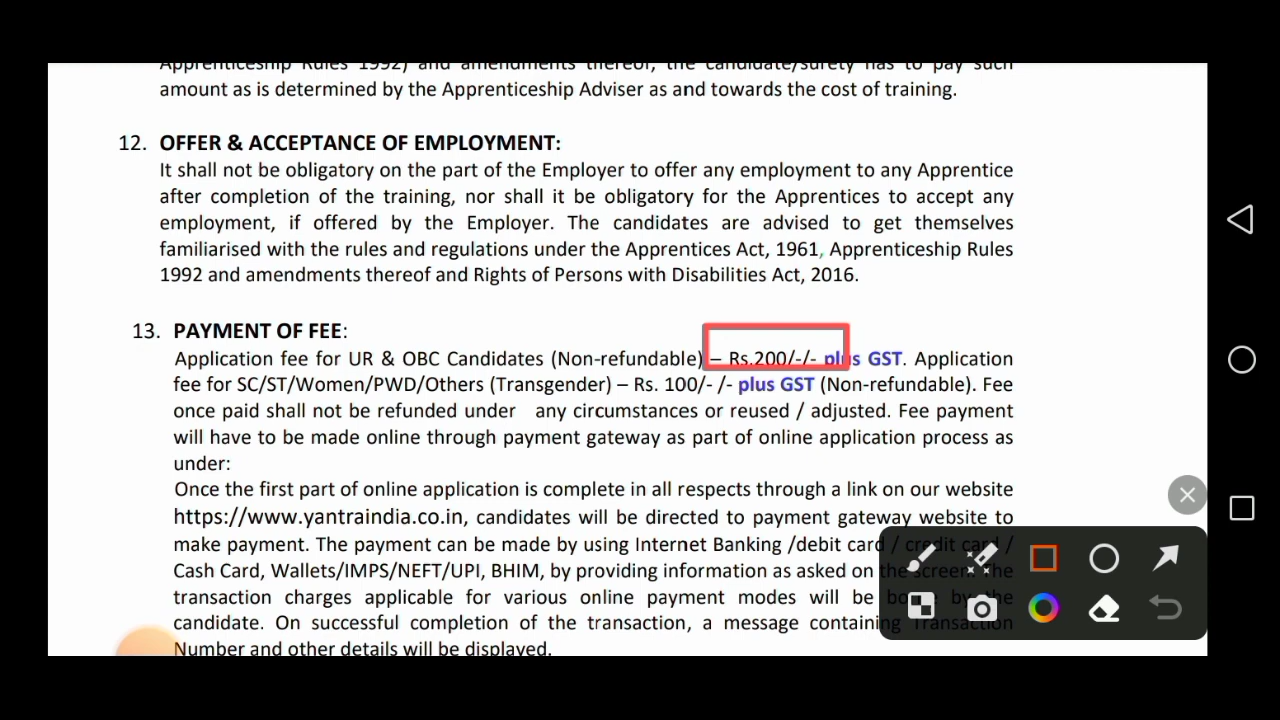 Apprenticeship Rules 1992) and amendments thereof, the candidate/surety has to pay such
amount as is determined by the Apprenticeship Adviser as and towards the cost of training.
12. OFFER & ACCEPTANCE OF EMPLOYMENT:
It shall not be obligatory on the part of the Employer to offer any employment to any Apprentice
after completion of the training, nor shall it be obligatory for the Apprentices to accept any
employment, if offered by the Employer. The candidates are advised to get themselves
familiarised with the rules and regulations under the Apprentices Act, 1961, Apprenticeship Rules
1992 and amendments thereof and Rights of Persons with Disabilities Act, 2016.
13. PAYMENT OF FEE:
Application fee for UR & OBC Candidates (Non-refundable) – Rs.200/-/- plus GST. Application
fee for SC/ST/Women/PWD/Others (Transgender) – Rs. 100/- /- plus GST (Non-refundable). Fee
once paid shall not be refunded under any circumstances or reused / adjusted. Fee payment
will have to be made online through payment gateway as part of online application process as
under:
Once the first part of online application is complete in all respects through a link on our website
https://www.yantraindia.co.in, candidates will be directed to payment gateway website to
make payment. The payment can be made by using Internet Banking /debit card / credit card /
Cash Card, Wallets/IMPS/NEFT/UPI, BHIM, by providing information as asked on the screen. The
transaction charges applicable for various online payment modes will be borne by the
candidate. On successful completion of the transaction, a message containing Transaction
Number and other details will be displayed.